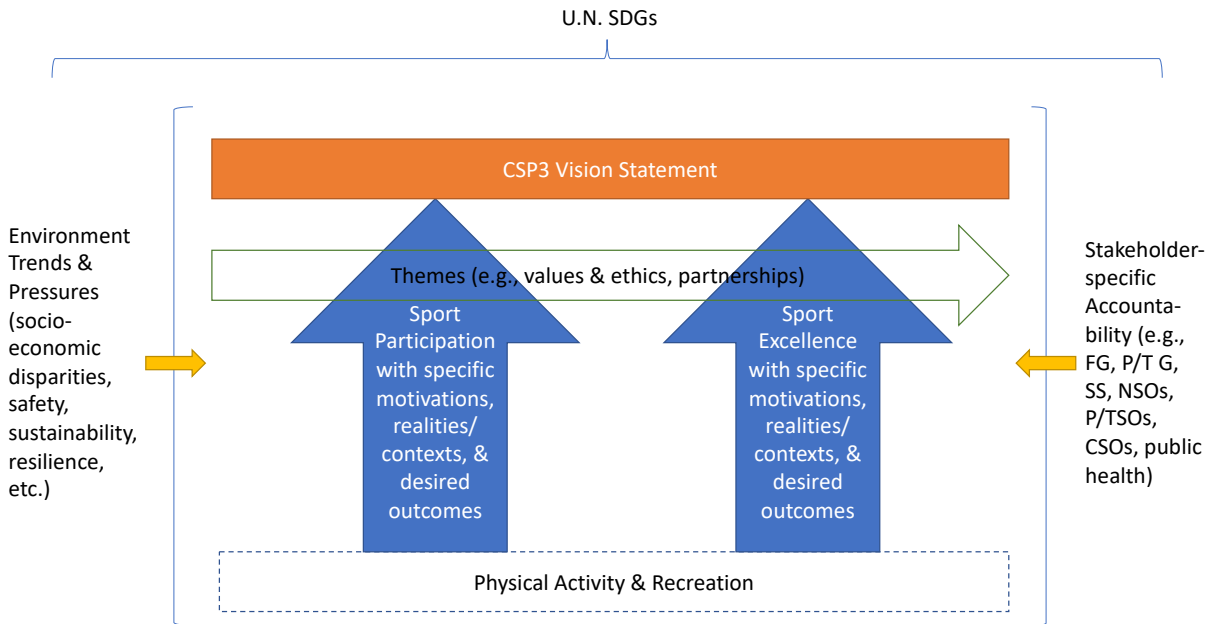 U.N. SDGs
CSP3 Vision Statement
Environment
Trends &
Pressures
(socio-
economic
disparities,
safety,
sustainability,
resilience,
etc.)
Themes (e.g., values & ethics, partnerships)
Sport
Participation
with specific
motivations,
realities/
contexts, &
desired
outcomes
Sport
Excellence
with specific
motivations,
realities/
contexts, &
desired
outcomes
Stakeholder-
specific
Accounta-
bility (e.g.,
FG, P/T G,
SS, NSOs,
P/TSOs,
CSOs, public
health)
Physical Activity & Recreation